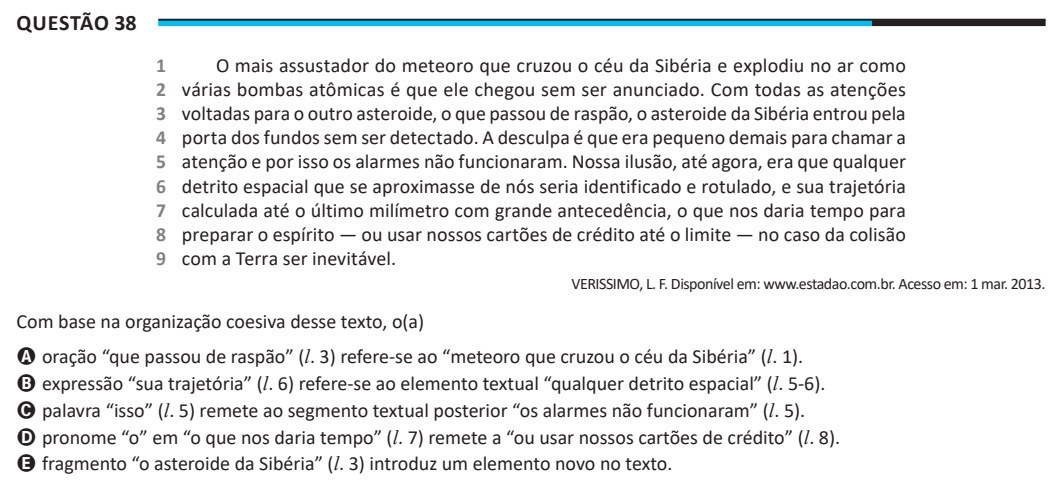 QUESTÃO 38
1 O mais assustador do meteoro que cruzou o céu da Sibéria e explodiu no ar como
2 várias bombas atômicas é que ele chegou sem ser anunciado. Com todas as atenções
3 voltadas para o outro asteroide, o que passou de raspão, o asteroide da Sibéria entrou pela
4 porta dos fundos sem ser detectado. A desculpa é que era pequeno demais para chamar a
5 atenção e por isso os alarmes não funcionaram. Nossa ilusão, até agora, era que qualquer
6 detrito espacial que se aproximasse de nós seria identificado e rotulado, e sua trajetória
7 calculada até o último milímetro com grande antecedência, o que nos daria tempo para
8 preparar o espírito — ou usar nossos cartões de crédito até o limite — no caso da colisão
9 com a Terra ser inevitável.
VERISSIMO, L. F. Disponível em: www.estadao.com.br. Acesso em: 1 mar. 2013.
Com base na organização coesiva desse texto, o(a)
A oração “que passou de raspão” (l. 3) refere-se ao “meteoro que cruzou o céu da Sibéria” (l. 1).
B expressão “sua trajetória” (l. 6) refere-se ao elemento textual “qualquer detrito espacial” (l. 5-6).
C palavra “isso” (l. 5) remete ao segmento textual posterior “os alarmes não funcionaram” (l. 5).
D pronome “o” em “o que nos daria tempo” (l. 7) remete a “ou usar nossos cartões de crédito” (l. 8).
E fragmento “o asteroide da Sibéria” (l. 3) introduz um elemento novo no texto.